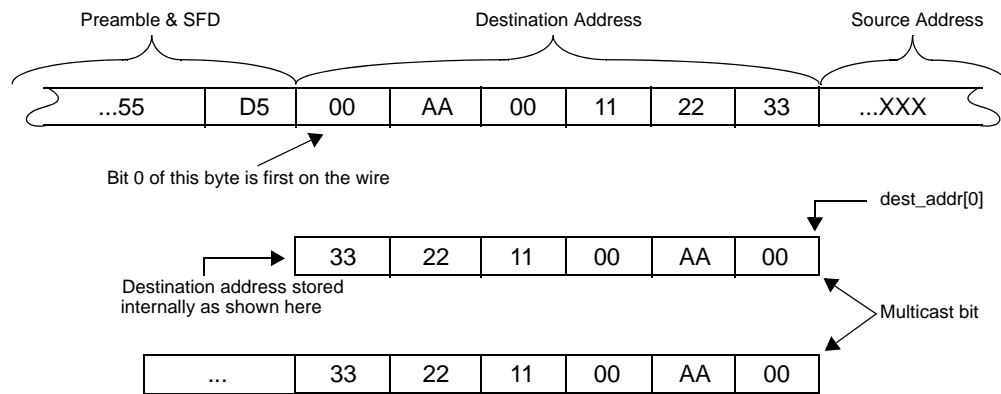 Preamble & SFD Destination Address Source Address
...55 D5 00 AA 00 11 22 33 ...XXX
Bit 0 of this byte is first on the wire
dest_addr[0]
33 22 11 00 AA 00
Destination address stored
internally as shown here
Multicast bit
... 33 22 11 00 AA 00